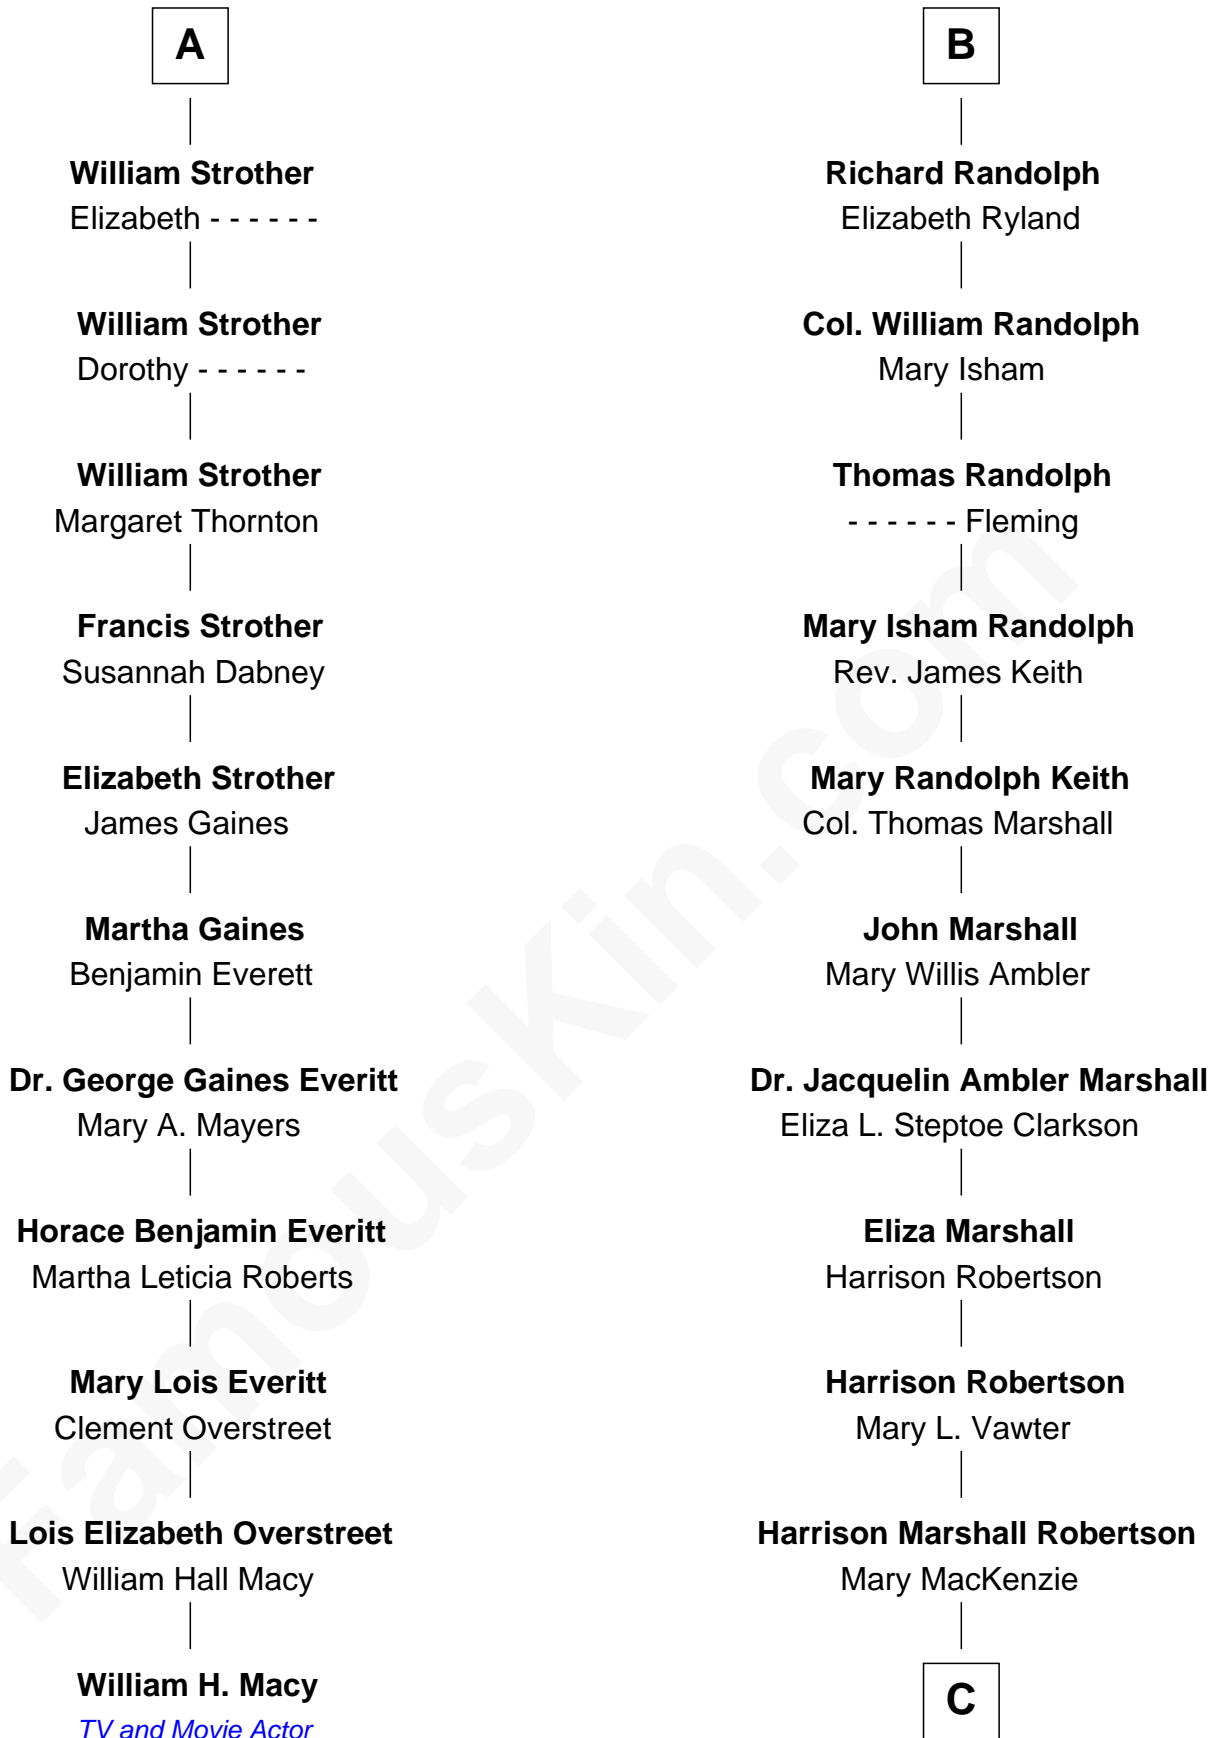 A
William Strother
Elizabeth - - - - - -
William Strother
Dorothy - - - - - -
William Strother
Margaret Thornton
Francis Strother
Susannah Dabney
Elizabeth Strother
James Gaines
Martha Gaines
Benjamin Everett
Dr. George Gaines Everitt
Mary A. Mayers
Horace Benjamin Everitt
Martha Leticia Roberts
Mary Lois Everitt
Clement Overstreet
Lois Elizabeth Overstreet
William Hall Macy
William H. Macy
TV and Movie Actor
B
Richard Randolph
Elizabeth Ryland
Col. William Randolph
Mary Isham
Thomas Randolph
- - - - - - Fleming
Mary Isham Randolph
Rev. James Keith
Mary Randolph Keith
Col. Thomas Marshall
John Marshall
Mary Willis Ambler
Dr. Jacquelin Ambler Marshall
Eliza L. Steptoe Clarkson
Eliza Marshall
Harrison Robertson
Harrison Robertson
Mary L. Vawter
Harrison Marshall Robertson
Mary MacKenzie
C
FamousKin.com